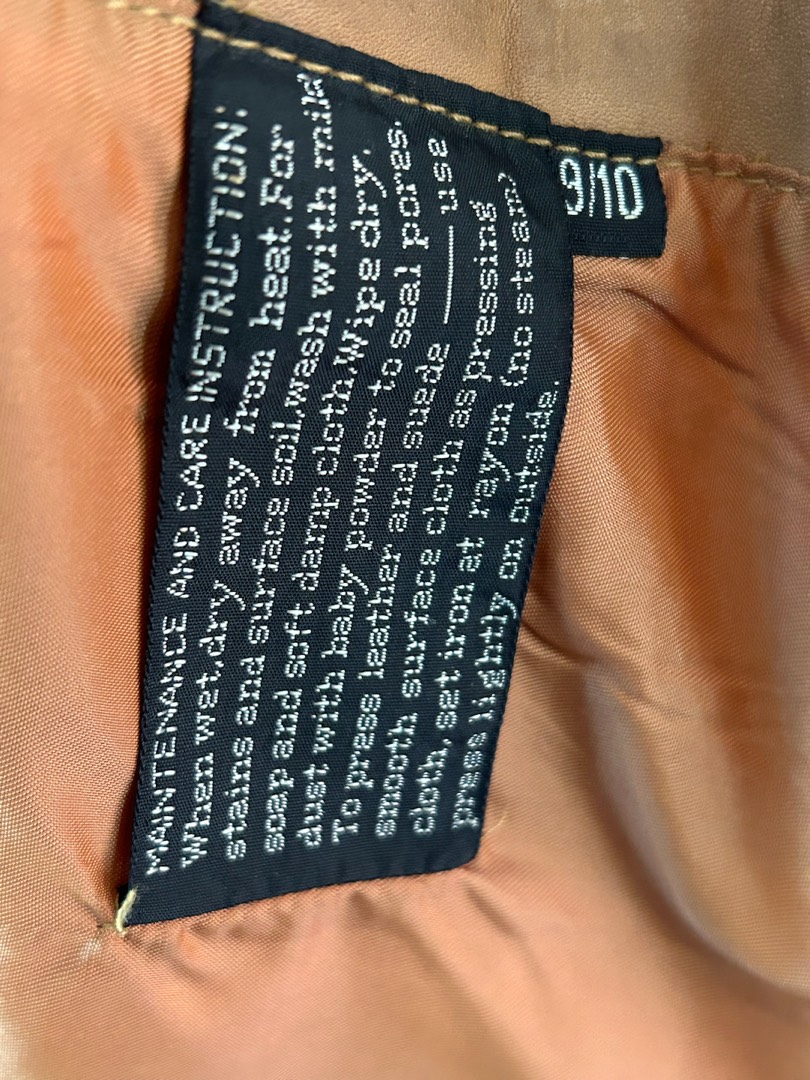 MAINTENANCE AND CARE INSTRUCTION:
When wet,dry away from heat.For
stains and surface soil,wash with mild
soap and soft damp cloth.Wipe dry.
dust with baby powder to seal pores.
To press leather and suede — use
smooth surface cloth as pressing
cloth, set iron at rayon (no steam)
press lightly on outside.
9/10